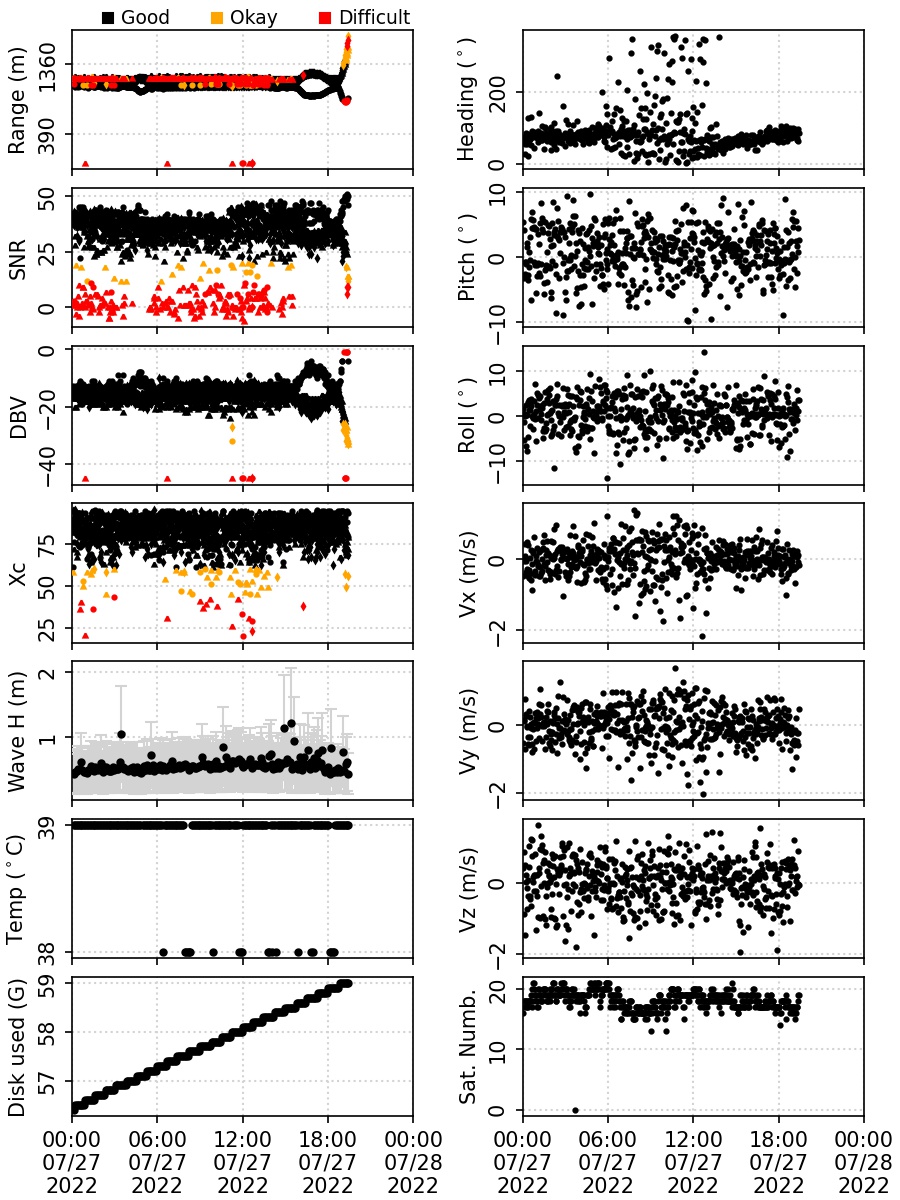 Good Okay Difficult
Range (m)
1360
390
Heading (°)
200
0
SNR
50
25
0
Pitch (°)
10
0
−10
DBV
0
−20
−40
Roll (°)
10
0
−10
Xc
75
50
25
Vx (m/s)
0
−2
Wave H (m)
2
1
Vy (m/s)
0
−2
Temp (°C)
39
38
Vz (m/s)
0
−2
Disk used (G)
59
58
57
Sat. Numb.
20
10
0
00:00 06:00 12:00 18:00 00:00
07/27 07/27 07/27 07/27 07/28
2022 2022 2022 2022 2022
00:00 06:00 12:00 18:00 00:00
07/27 07/27 07/27 07/27 07/28
2022 2022 2022 2022 2022